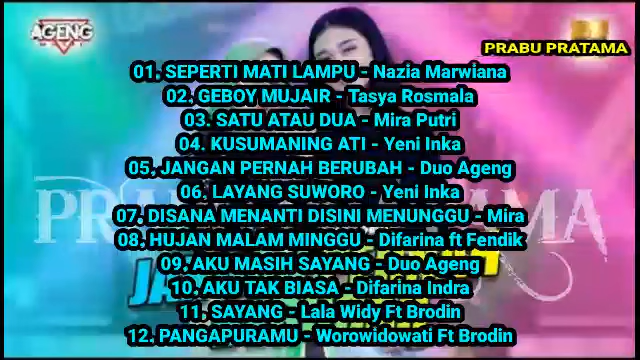 AGENG
PRABU PRATAMA
01, SEPERTI MATI LAMPU - Nazia Marwiana
02. GEBOY MUJAIR - Tasya Rosmala
03. SATU ATAU DUA - Mira Putri
04. KUSUMANING ATI - Yeni Inka
05, JANGAN PERNAH BERUBAH - Duo Ageng
06. LAYANG SUWORO - Yeni Inka
07, DISANA MENANTI DISINI MENUNGGU - Mira
08, HUJAN MALAM MINGGU - Difarina ft Fendik
09, AKU MASIH SAYANG - Duo Ageng
10, AKU TAK BIASA - Difarina Indra
11, SAYANG - Lala Widy Ft Brodin
12. PANGAPURAMU - Worowidowati Ft Brodin